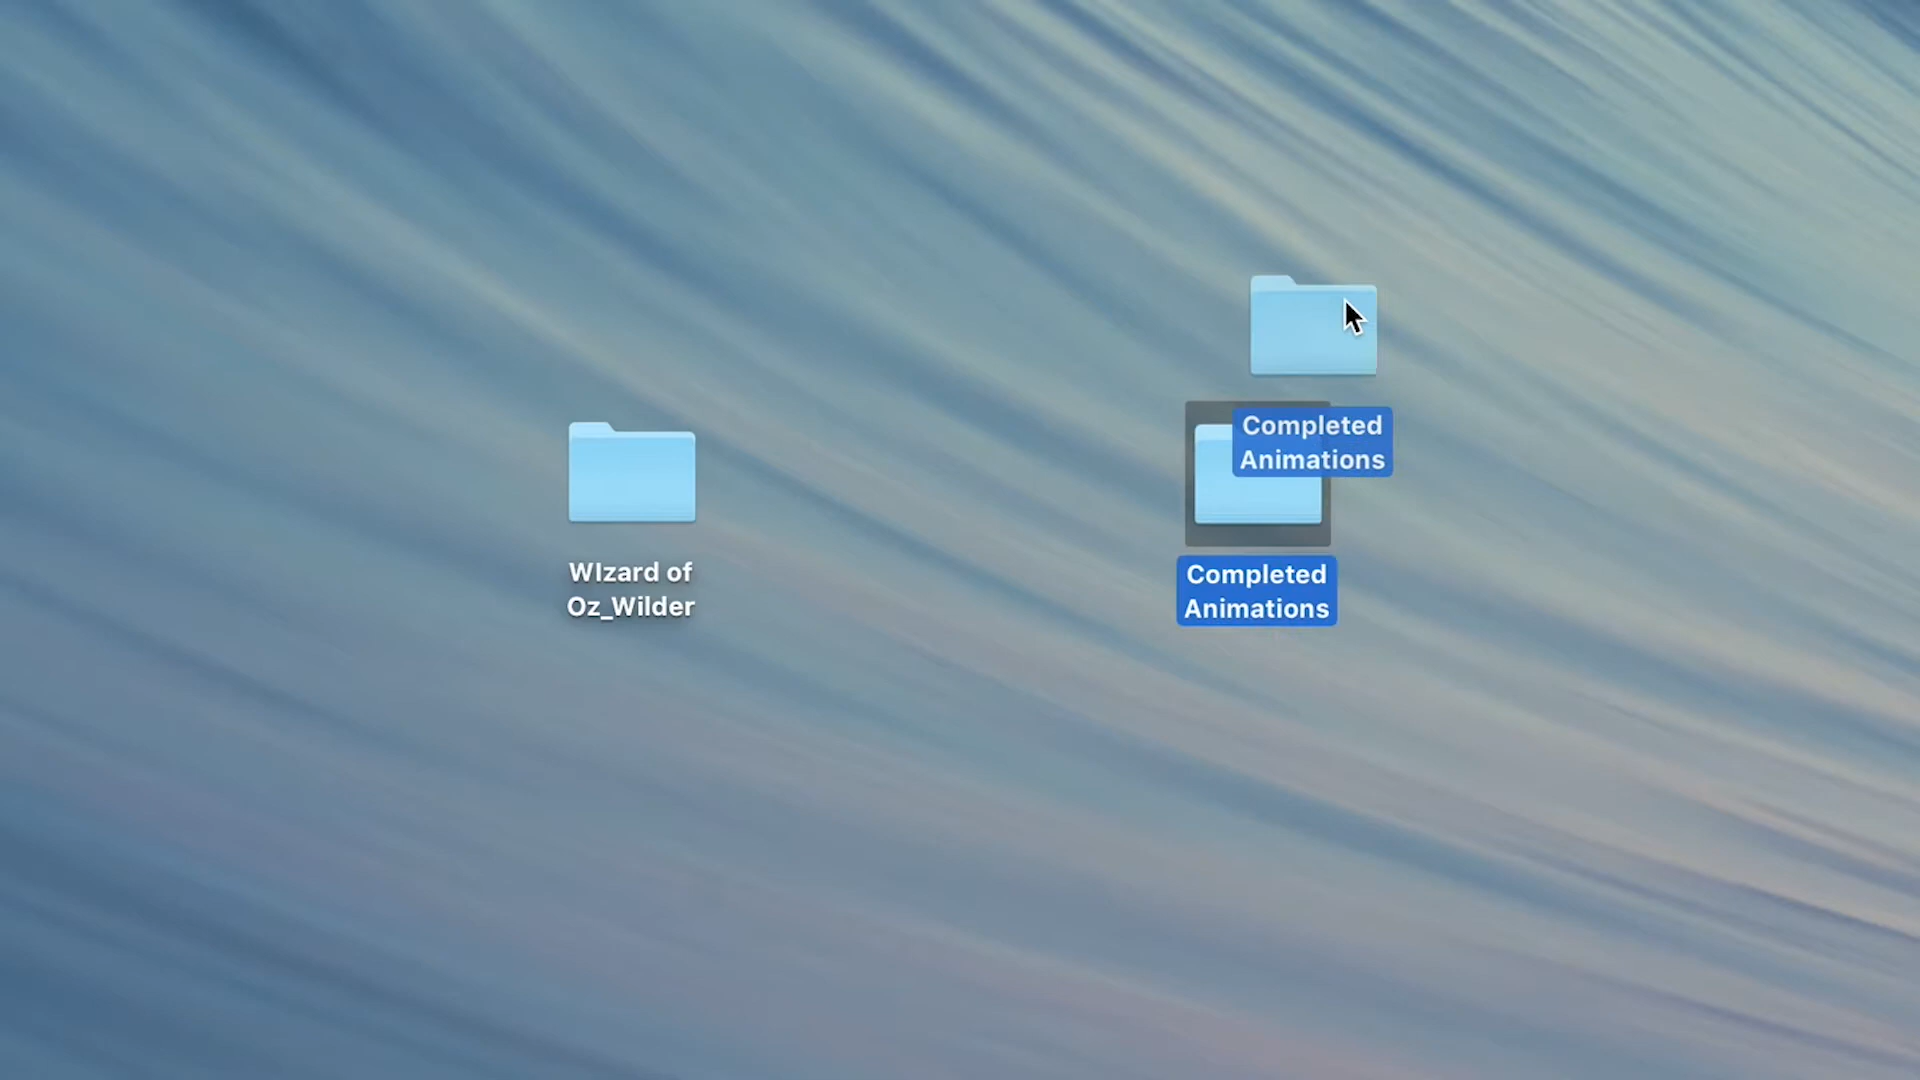 WIzard of
Oz_Wilder
Completed
Animations
Completed
Animations